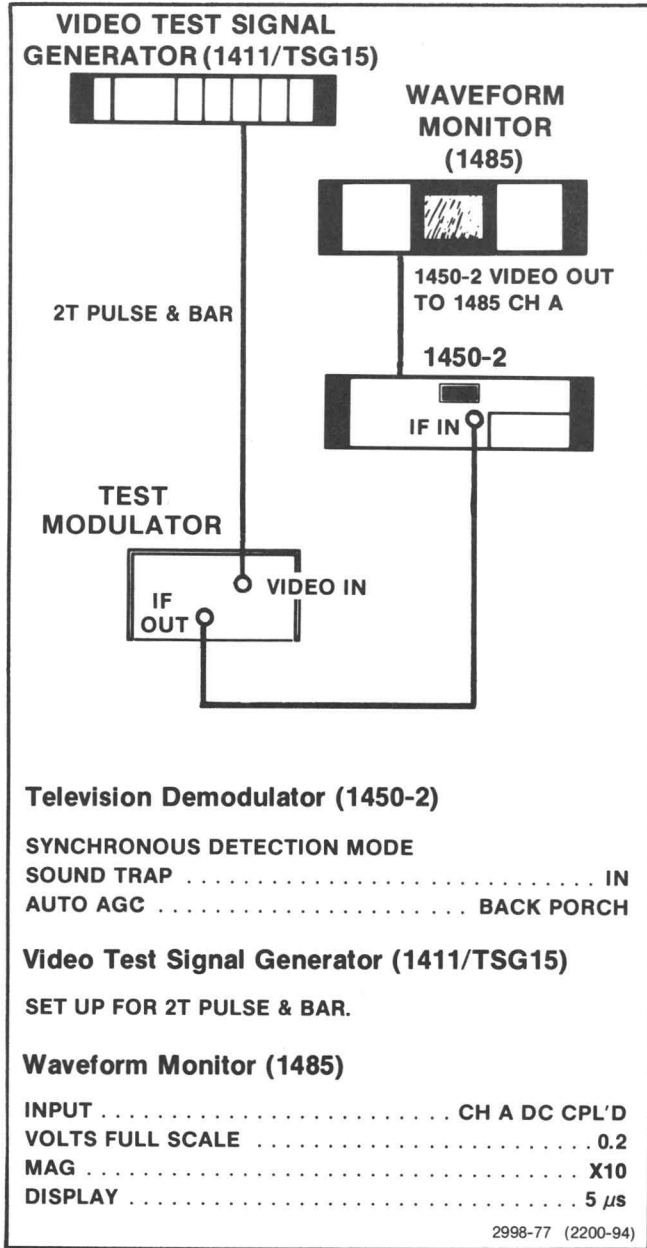 VIDEO TEST SIGNAL
GENERATOR (1411/TSG15)
WAVEFORM
MONITOR
(1485)
2T PULSE & BAR
1450-2 VIDEO OUT
TO 1485 CH A
1450-2
IF IN
TEST
MODULATOR
VIDEO IN
IF
OUT
Television Demodulator (1450-2)
SYNCHRONOUS DETECTION MODE
SOUND TRAP . . . . . . . . . . . . . . . . . . . . . . . . . . . . . IN
AUTO AGC . . . . . . . . . . . . . . . . . . . . . . BACK PORCH
Video Test Signal Generator (1411/TSG15)
SET UP FOR 2T PULSE & BAR.
Waveform Monitor (1485)
INPUT . . . . . . . . . . . . . . . . . . . . . . . . . . CH A DC CPL'D
VOLTS FULL SCALE . . . . . . . . . . . . . . . . . . . . . . . . 0.2
MAG . . . . . . . . . . . . . . . . . . . . . . . . . . . . . . . . . . . . X10
DISPLAY . . . . . . . . . . . . . . . . . . . . . . . . . . . . . . . . 5 µs
2998-77 (2200-94)